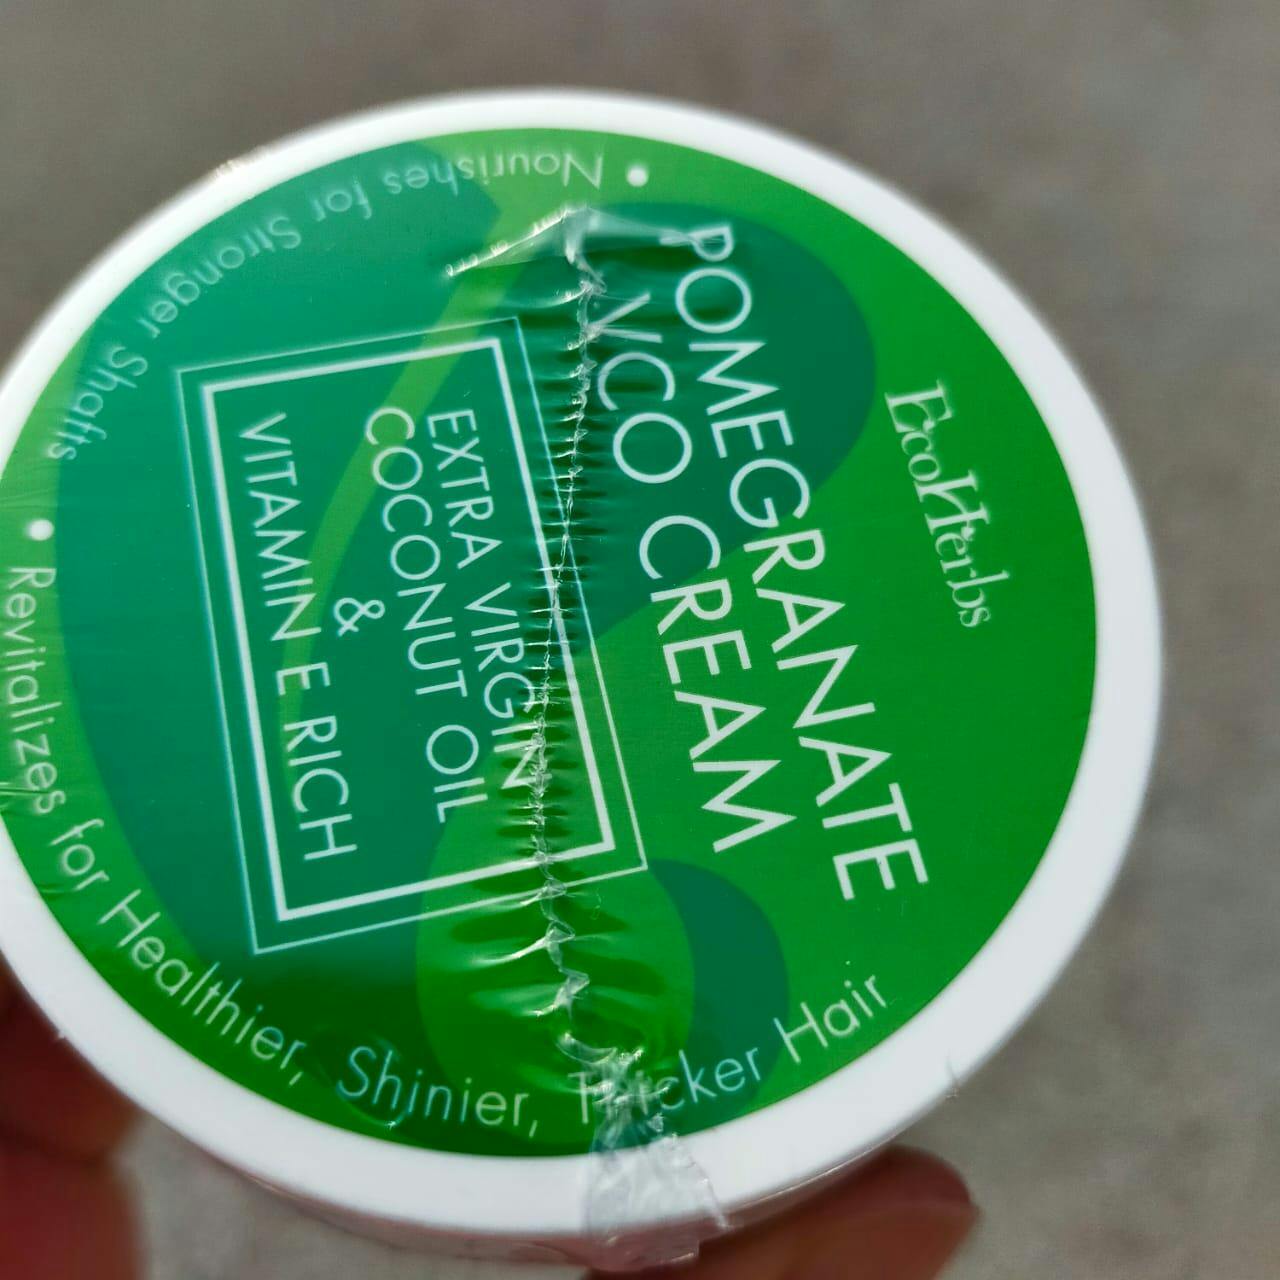 EcoHerbs
POMEGRANATE
VCO CREAM
EXTRA VIRGIN
COCONUT OIL
&
VITAMIN E RICH
• Nourishes for Stronger Shafts
• Revitalizes for Healthier, Shinier, Thicker Hair